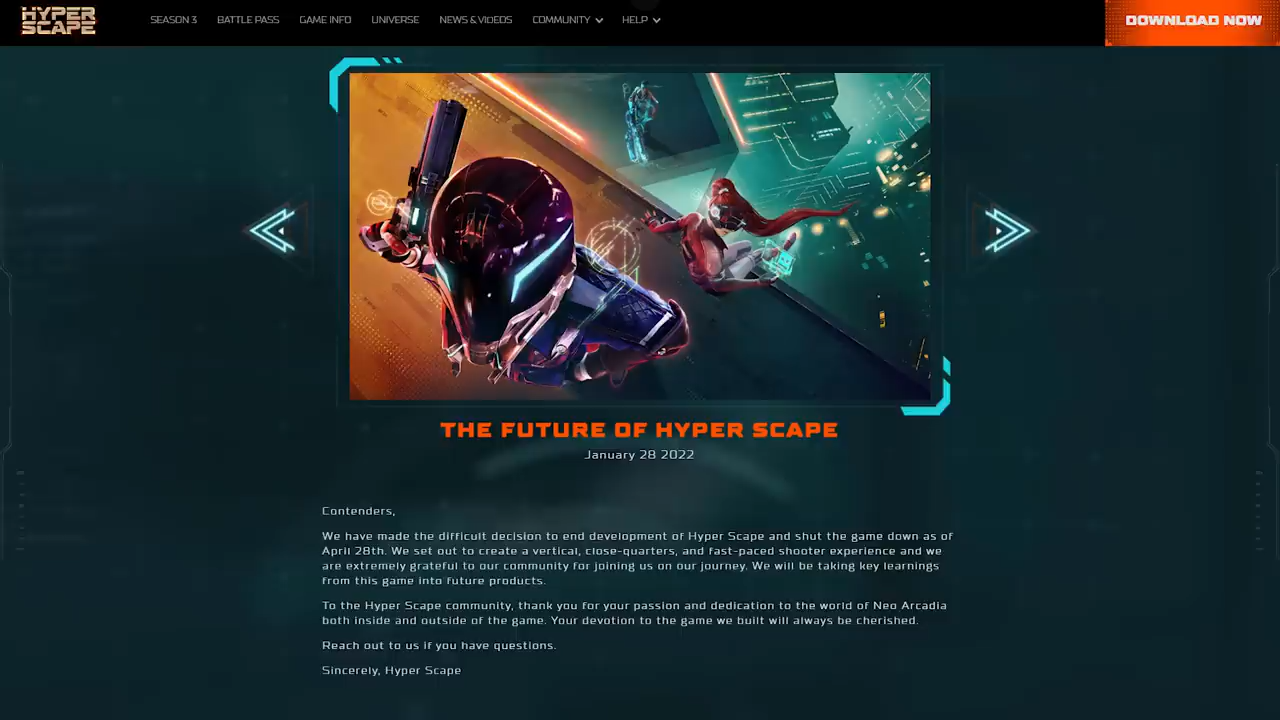 HYPER
SCAPE
SEASON 3 BATTLE PASS GAME INFO UNIVERSE NEWS & VIDEOS COMMUNITY HELP
DOWNLOAD NOW
THE FUTURE OF HYPER SCAPE
January 28 2022
Contenders,
We have made the difficult decision to end development of Hyper Scape and shut the game down as of
April 28th. We set out to create a vertical, close-quarters, and fast-paced shooter experience and we
are extremely grateful to our community for joining us on our journey. We will be taking key learnings
from this game into future products.
To the Hyper Scape community, thank you for your passion and dedication to the world of Neo Arcadia
both inside and outside of the game. Your devotion to the game we built will always be cherished.
Reach out to us if you have questions.
Sincerely, Hyper Scape